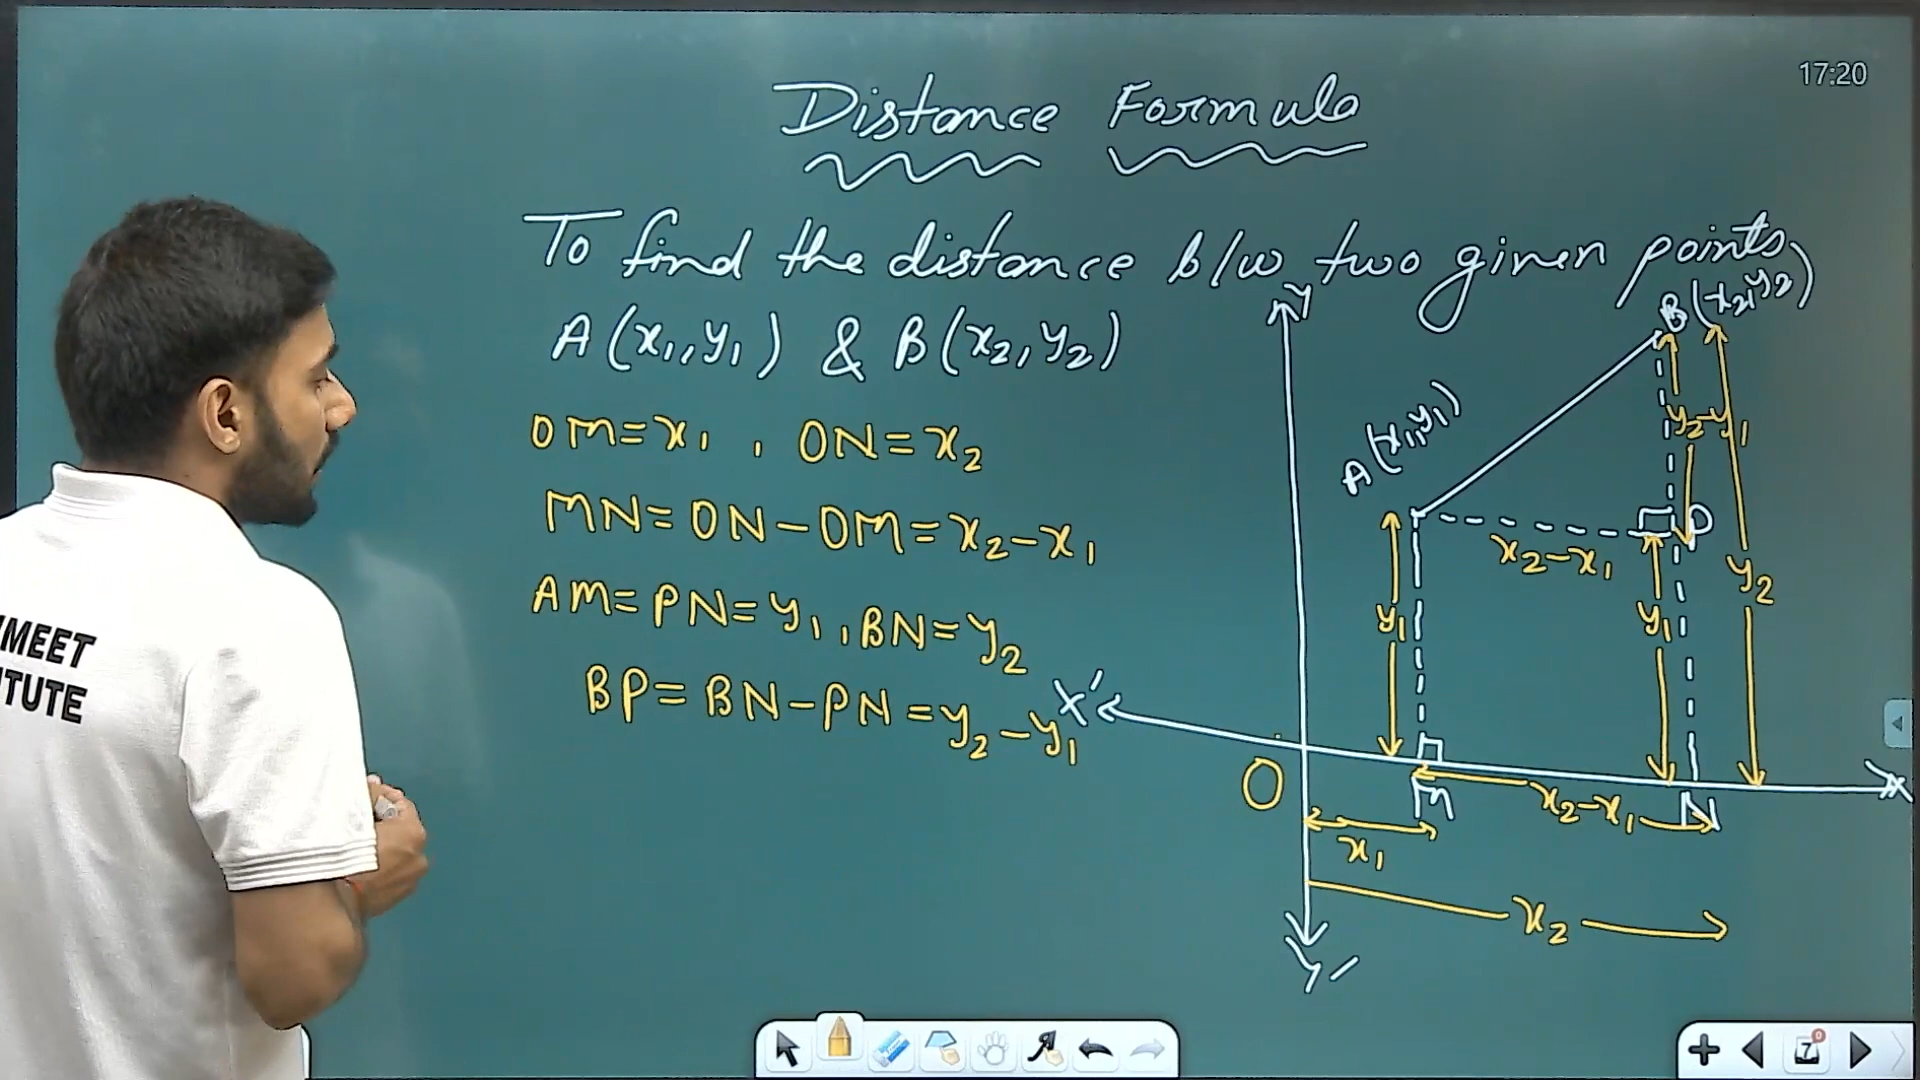 17:20
Distance Formula
To find the distance b/w two given points
A(x₁,y₁) & B(x₂,y₂)
OM=x₁, ON=x₂
MN=ON-OM=x₂-x₁
AM=PN=y₁, BN=y₂
BP=BN-PN=y₂-y₁
Y
B(x₂,y₂)
A(x₁,y₁)
y₂-y₁
P
x₂-x₁
y₁
y₁
y₂
X'
O
M
x₂-x₁
N
X
x₁
x₂
Y'
MEET
TUTE
7
0